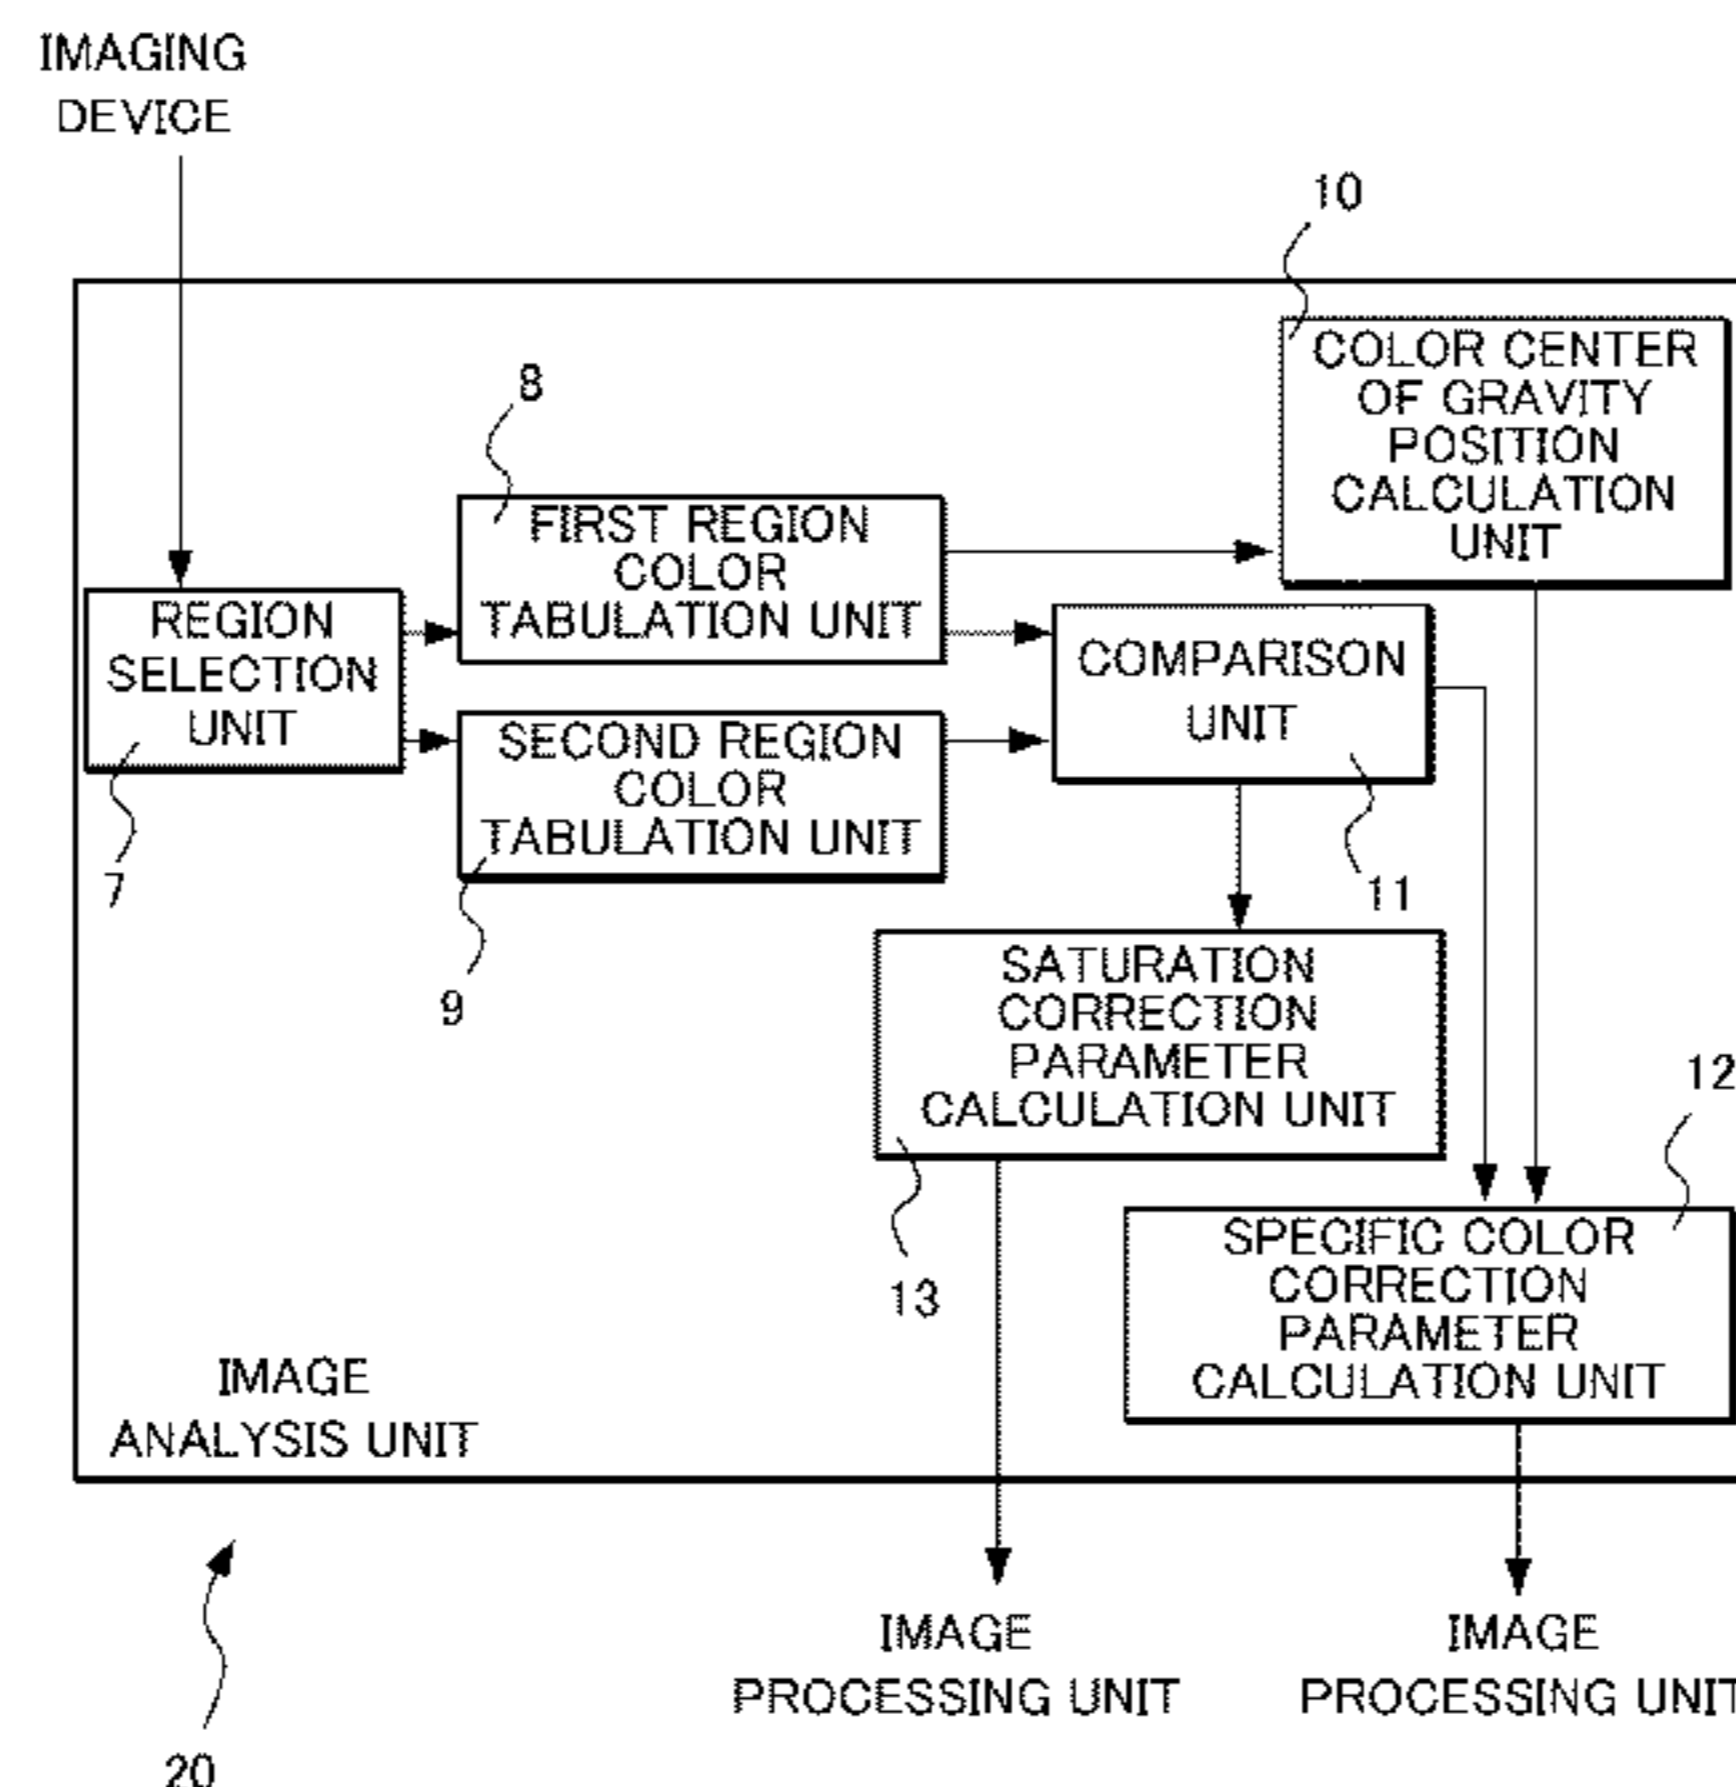 IMAGING
DEVICE
10
COLOR CENTER
OF GRAVITY
POSITION
CALCULATION
UNIT
8
FIRST REGION
COLOR
TABULATION UNIT
REGION
SELECTION
UNIT
COMPARISON
UNIT
SECOND REGION
COLOR
TABULATION UNIT
7
11
9
SATURATION
CORRECTION
PARAMETER
CALCULATION UNIT
12
13
SPECIFIC COLOR
CORRECTION
PARAMETER
CALCULATION UNIT
IMAGE
ANALYSIS UNIT
IMAGE
PROCESSING UNIT
IMAGE
PROCESSING UNIT
20